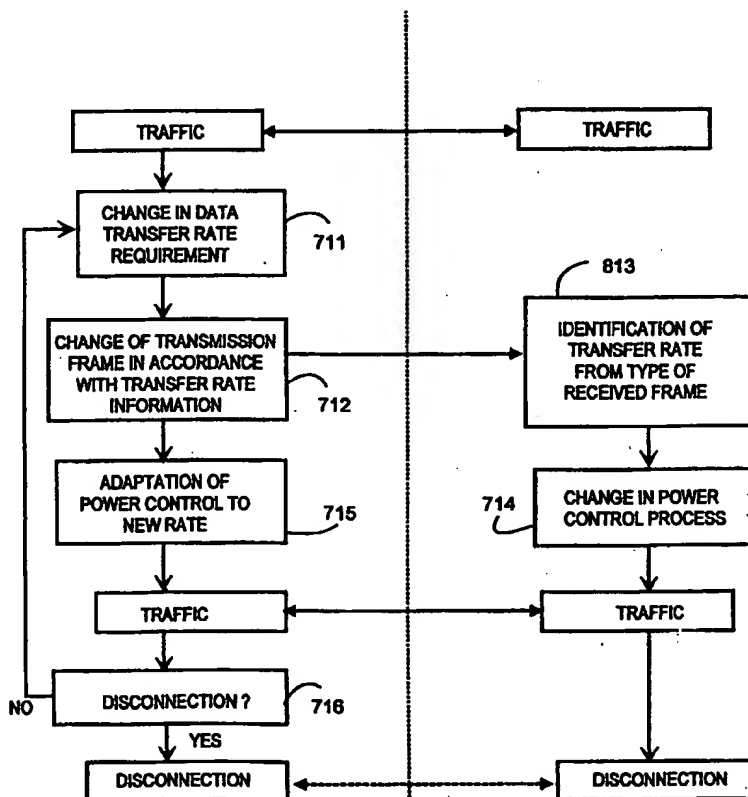 TRAFFIC
TRAFFIC
CHANGE IN DATA
TRANSFER RATE
REQUIREMENT
711
813
CHANGE OF TRANSMISSION
FRAME IN ACCORDANCE
WITH TRANSFER RATE
INFORMATION
712
IDENTIFICATION OF
TRANSFER RATE
FROM TYPE OF
RECEIVED FRAME
ADAPTATION OF
POWER CONTROL TO
NEW RATE
715
714
CHANGE IN POWER
CONTROL PROCESS
TRAFFIC
TRAFFIC
DISCONNECTION ?
716
NO
YES
DISCONNECTION
DISCONNECTION